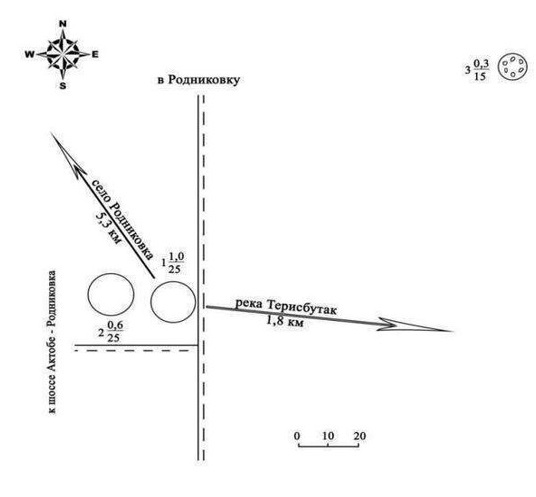 N
W E
S
в Родниковку
3 0,3
15
село Родниковка
5,3 км
1 1,0
25
река Терисбутак
1,8 км
2 0,6
25
к шоссе Актобе - Родниковка
0 10 20